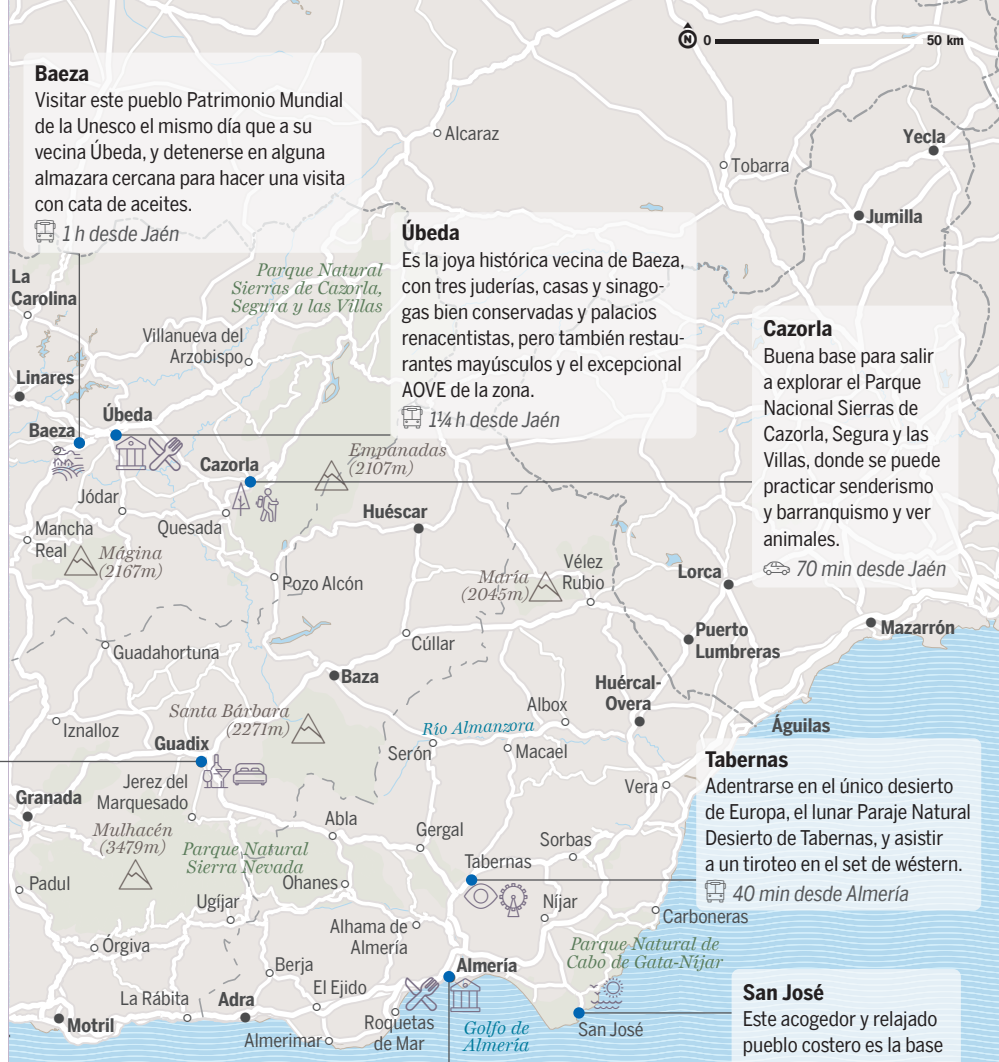 N 0 50 km
Baeza
Visitar este pueblo Patrimonio Mundial
de la Unesco el mismo día que a su
vecina Úbeda, y detenerse en alguna
almazara cercana para hacer una visita
con cata de aceites.
1 h desde Jaén
Alcaraz
Yecla
Tobarra
Jumilla
Úbeda
Es la joya histórica vecina de Baeza,
con tres juderías, casas y sinago-
gas bien conservadas y palacios
renacentistas, pero también restau-
rantes mayúsculos y el excepcional
AOVE de la zona.
1¼ h desde Jaén
La
Carolina
Parque Natural
Sierras de Cazorla,
Segura y las Villas
Villanueva del
Arzobispo
Cazorla
Buena base para salir
a explorar el Parque
Nacional Sierras de
Cazorla, Segura y las
Villas, donde se puede
practicar senderismo
y barranquismo y ver
animales.
70 min desde Jaén
Linares
Úbeda
Baeza
Cazorla
Empanadas
(2107m)
Jódar
Quesada
Huéscar
Mancha
Real
Mágina
(2167m)
Pozo Alcón
María
(2045m)
Vélez
Rubio
Lorca
Puerto
Lumbreras
Mazarrón
Cúllar
Guadahortuna
Baza
Huércal-
Overa
Albox
Santa Bárbara
(2271m)
Iznalloz
Río Almanzora
Águilas
Guadix
Serón
Macael
Tabernas
Adentrarse en el único desierto
de Europa, el lunar Paraje Natural
Desierto de Tabernas, y asistir
a un tiroteo en el set de wéstern.
40 min desde Almería
Jerez del
Marquesado
Vera
Granada
Abla
Gergal
Sorbas
Mulhacén
(3479m)
Parque Natural
Sierra Nevada
Tabernas
Padul
Ohanes
Ugíjar
Níjar
Carboneras
Alhama de
Almería
Órgiva
Parque Natural de
Cabo de Gata-Níjar
Berja
Almería
La Rábita
Adra
El Ejido
San José
Este acogedor y relajado
pueblo costero es la base
Motril
Almerimar
Roquetas
de Mar
Golfo de
Almería
San José